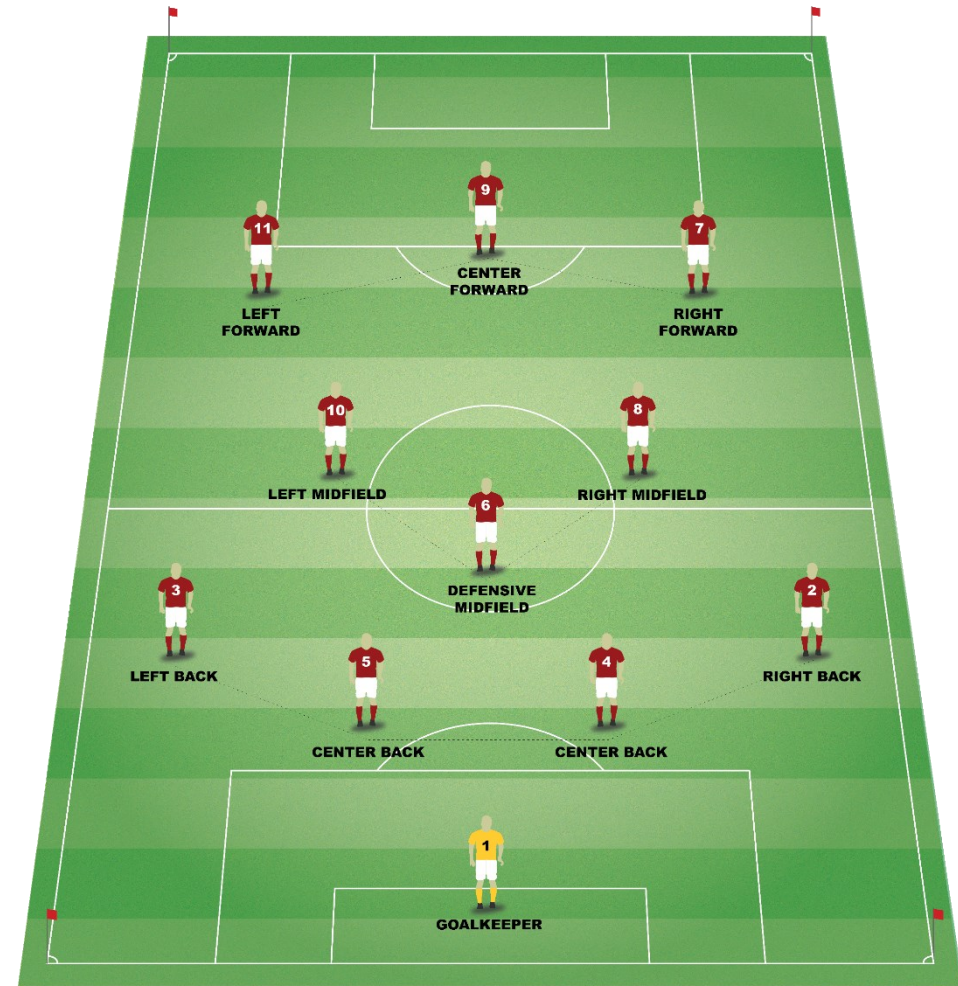 9
11
7
CENTER
FORWARD
LEFT
FORWARD
RIGHT
FORWARD
10
8
LEFT MIDFIELD
RIGHT MIDFIELD
6
DEFENSIVE
MIDFIELD
3
2
LEFT BACK
RIGHT BACK
5
4
CENTER BACK
CENTER BACK
1
GOALKEEPER